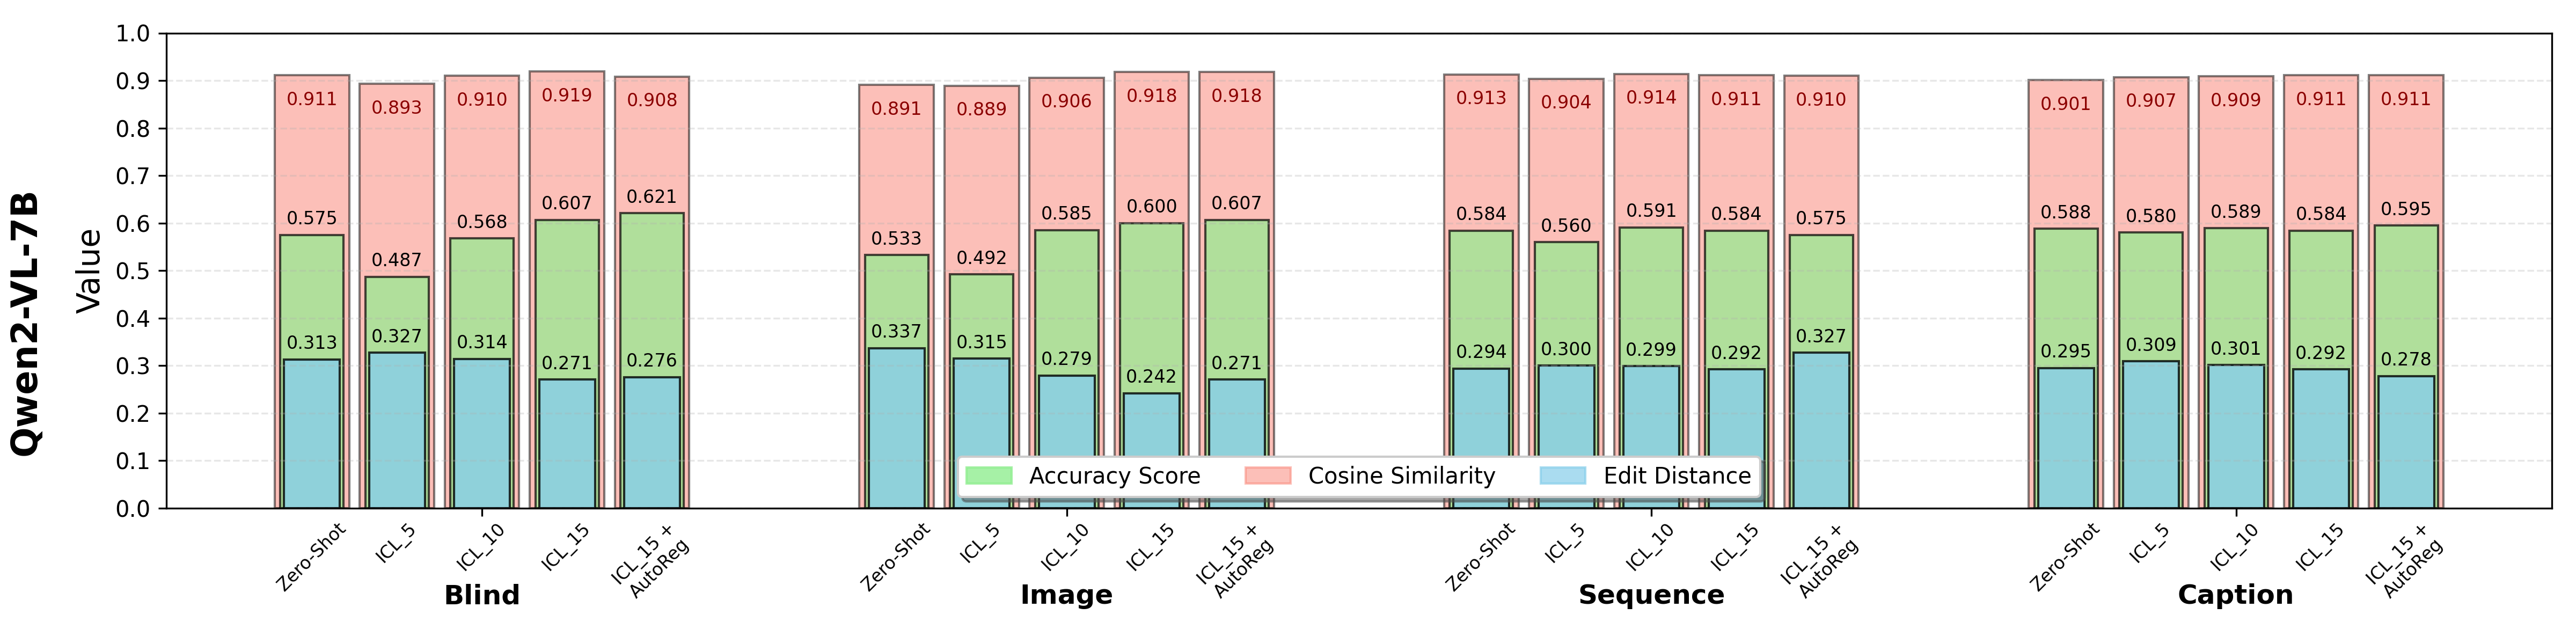 Qwen2-VL-7B
Value
1.0
0.9
0.8
0.7
0.6
0.5
0.4
0.3
0.2
0.1
0.0
0.911 0.893 0.910 0.919 0.908
0.575 0.487 0.568 0.607 0.621
0.313 0.327 0.314 0.271 0.276
0.891 0.889 0.906 0.918 0.918
0.533 0.492 0.585 0.600 0.607
0.337 0.315 0.279 0.242 0.271
0.913 0.904 0.914 0.911 0.910
0.584 0.560 0.591 0.584 0.575
0.294 0.300 0.299 0.292 0.327
0.901 0.907 0.909 0.911 0.911
0.588 0.580 0.589 0.584 0.595
0.295 0.309 0.301 0.292 0.278
Accuracy Score Cosine Similarity Edit Distance
Zero-Shot
ICL_5
ICL_10
ICL_15
ICL_15 +
AutoReg
Blind
Zero-Shot
ICL_5
ICL_10
ICL_15
ICL_15 +
AutoReg
Image
Zero-Shot
ICL_5
ICL_10
ICL_15
ICL_15 +
AutoReg
Sequence
Zero-Shot
ICL_5
ICL_10
ICL_15
ICL_15 +
AutoReg
Caption